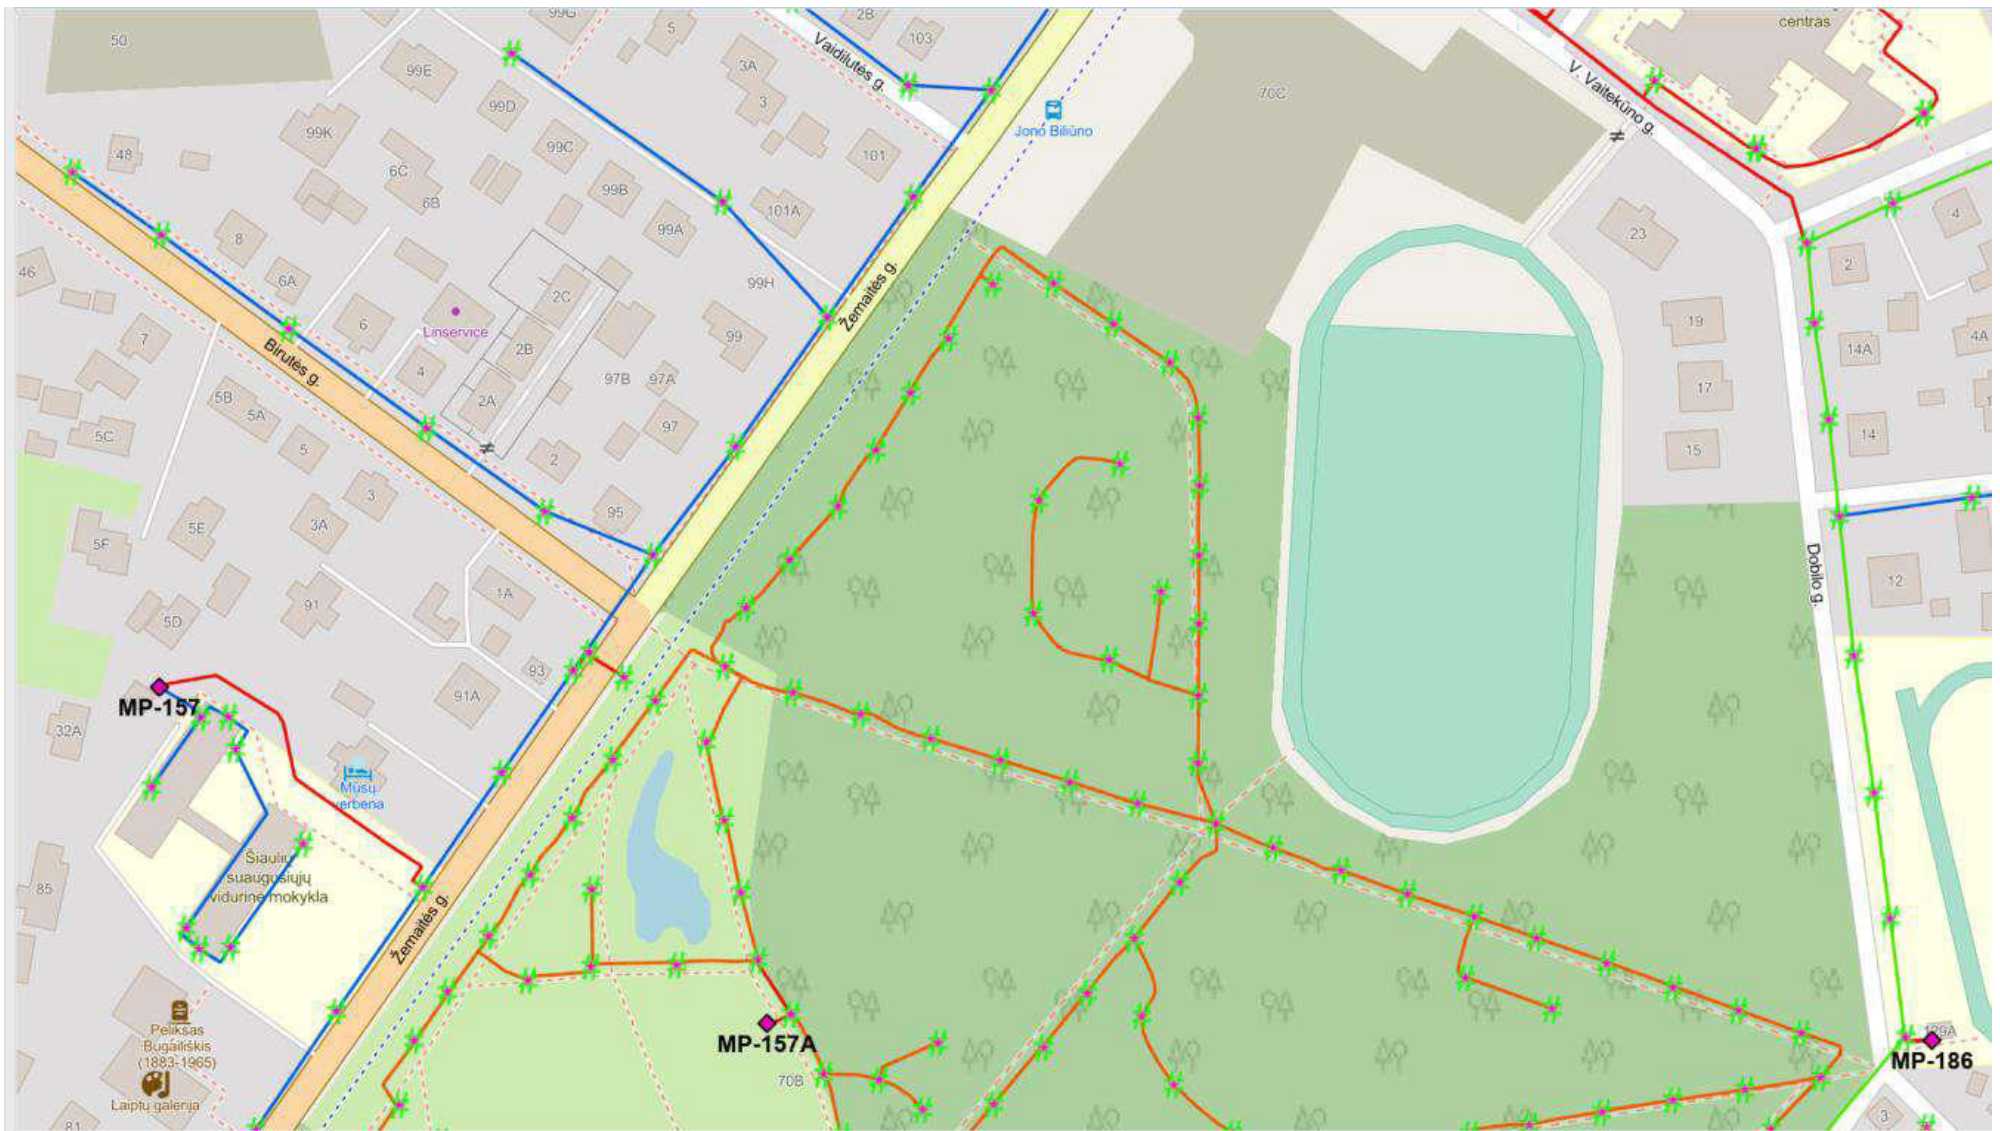 50
99G
5
2B
103
centras
99E
3A
Vaidilutės g.
V. Vaitekūno g.
70C
99D
3
Jono Biliūno
99K
48
99C
101
6C
99B
6B
101A
4
99A
23
8
2
46
6A
99H
2C
Žemaitės g.
19
6
Linservice
99
7
2B
14A
4A
Birutės g.
4
97B
97A
17
5B
5A
2A
97
14
5C
5
2
15
3
95
5E
3A
5F
Dobilo g.
12
1A
91
5D
93
MP-157
91A
32A
Mūsų
verbena
Šiaulių
suaugusiųjų
vidurinė mokykla
85
Žemaitės g.
Peliksas
Bugailiškis
(1883-1965)
MP-157A
129A
MP-186
70B
Laiptų galerija
81
3